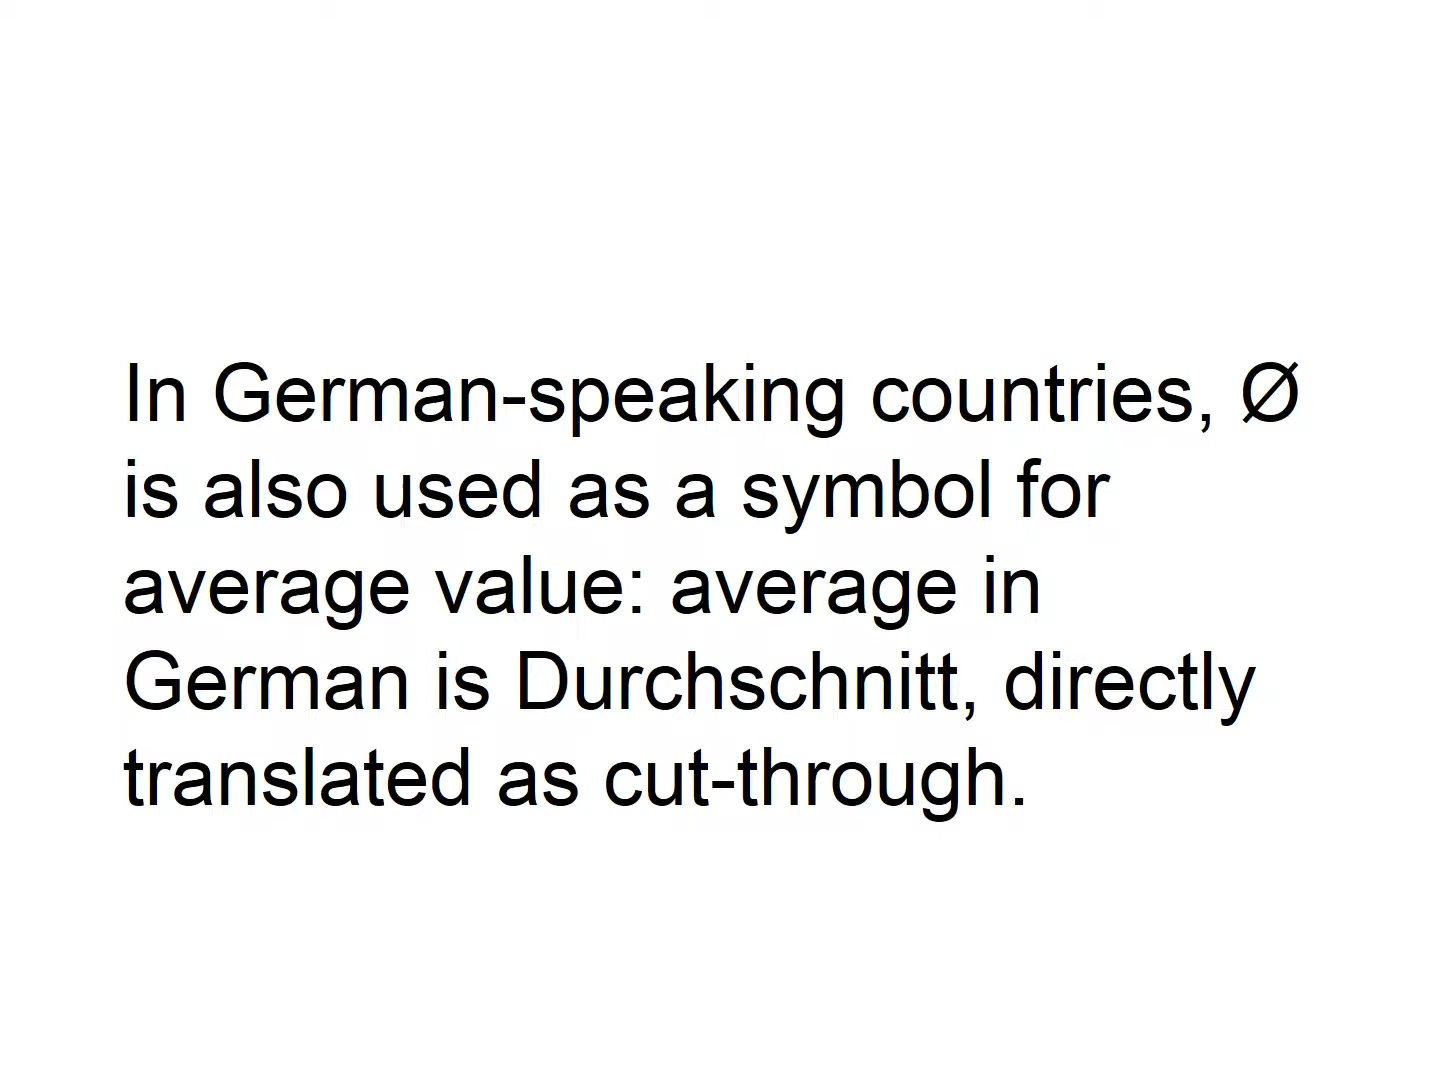 In German-speaking countries, Ø
is also used as a symbol for
average value: average in
German is Durchschnitt, directly
translated as cut-through.